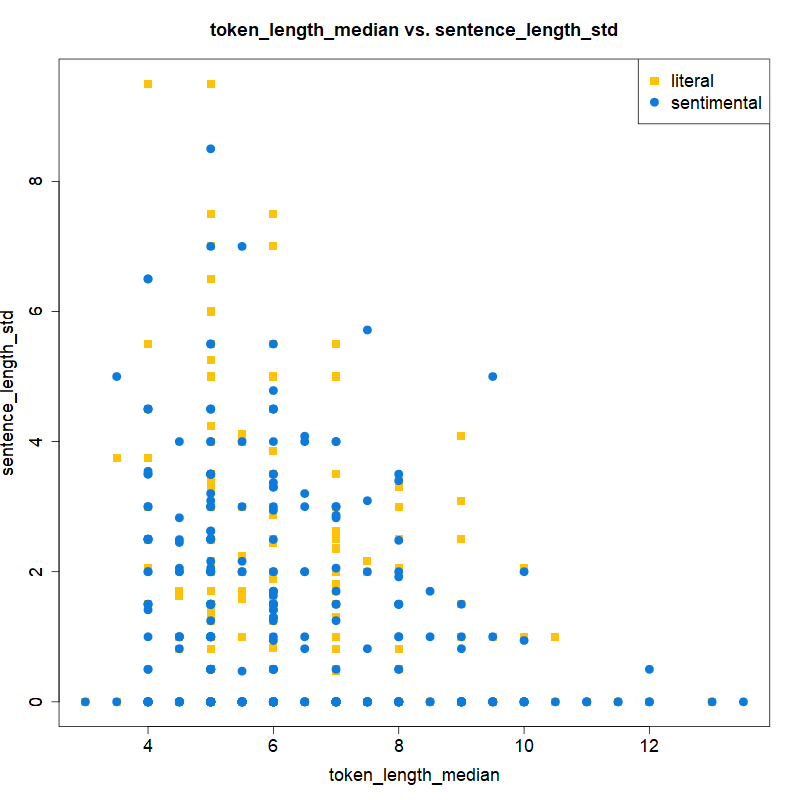 token_length_median vs. sentence_length_std
literal
sentimental
sentence_length_std
8
6
4
2
0
4 6 8 10 12
token_length_median